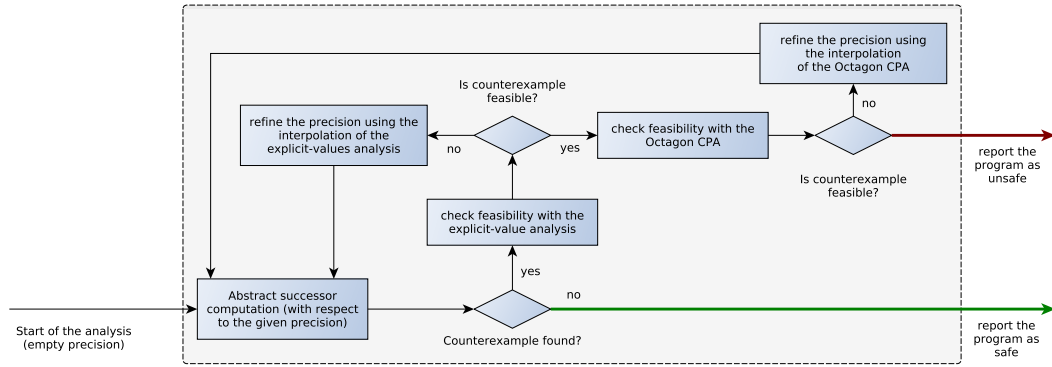 refine the precision using
the interpolation
of the Octagon CPA
Is counterexample
feasible?
no
refine the precision using the
interpolation of the
explicit-values analysis
no
yes
check feasibility with the
Octagon CPA
report the
program as
unsafe
Is counterexample
feasible?
check feasibility with the
explicit-value analysis
yes
no
Abstract successor
computation (with respect
to the given precision)
Start of the analysis
(empty precision)
Counterexample found?
report the
program as
safe